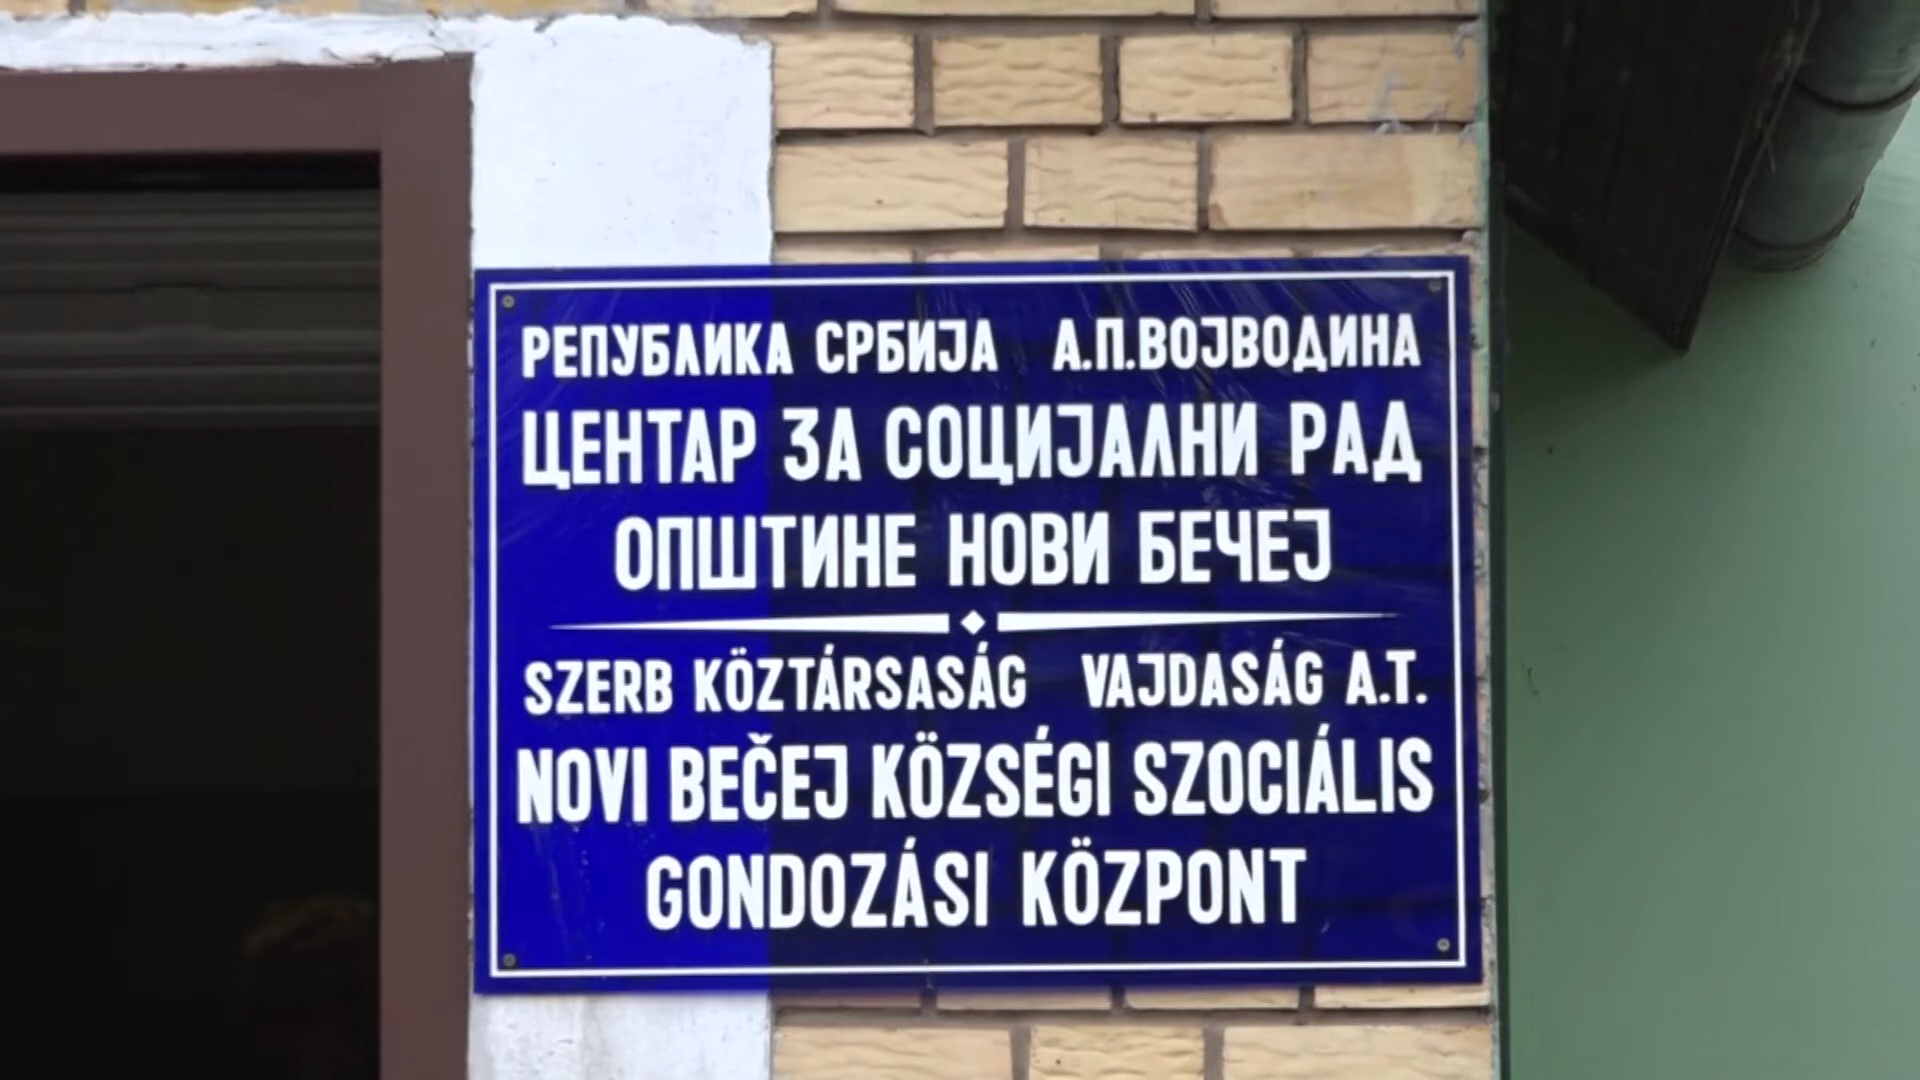 РЕПУБЛИКА СРБИЈА А.П.ВОЈВОДИНА
ЦЕНТАР ЗА СОЦИЈАЛНИ РАД
ОПШТИНЕ НОВИ БЕЧЕЈ
SZERB KÖZTÁRSASÁG VAJDASÁG A.T.
NOVI BEČEJ KÖZSÉGI SZOCIÁLIS
GONDOZÁSI KÖZPONT